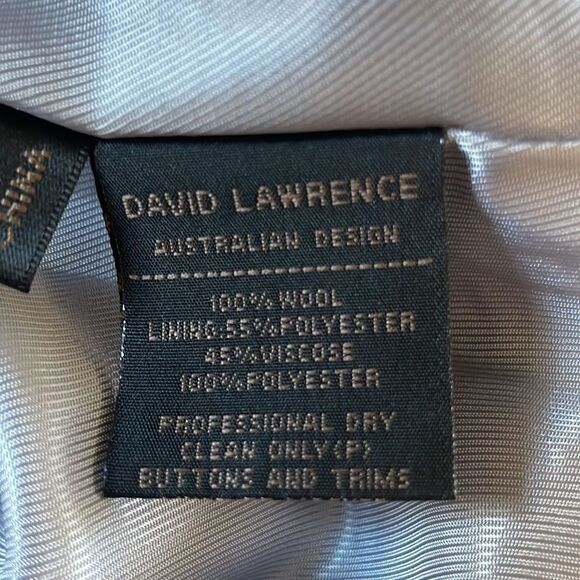 DAVID LAWRENCE
AUSTRALIAN DESIGN
100% WOOL
LINING:55%POLYESTER
45%VISCOSE
100%POLYESTER
PROFESSIONAL DRY
CLEAN ONLY(P)
BUTTONS AND TRIMS